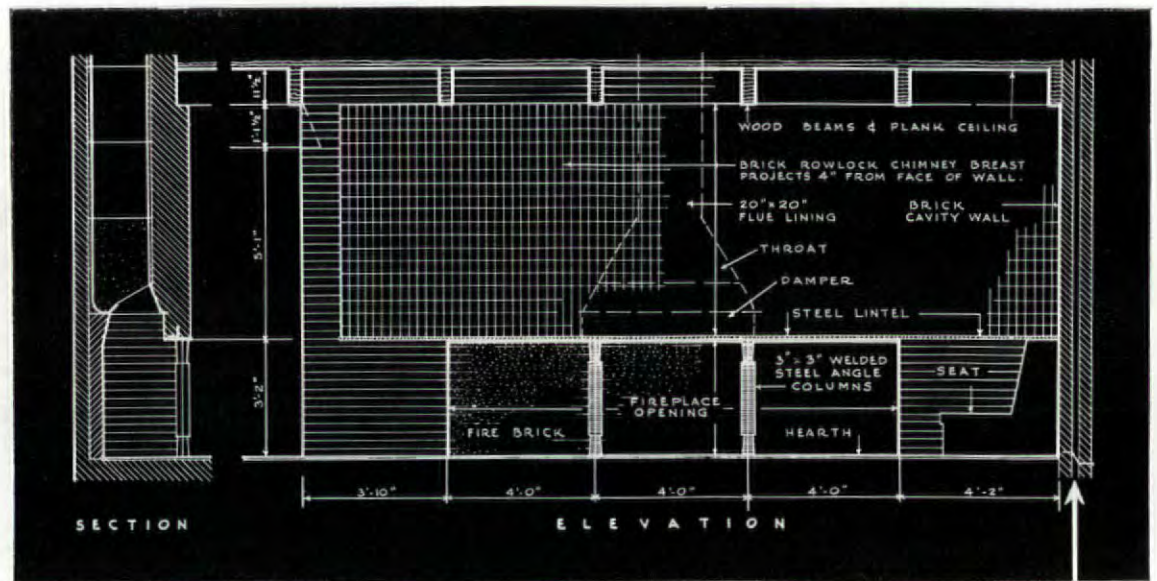 11½"
1'-1½"
5'-1"
3'-2"
WOOD BEAMS & PLANK CEILING
BRICK ROWLOCK CHIMNEY BREAST
PROJECTS 4" FROM FACE OF WALL.
20"x20"
FLUE LINING
BRICK
CAVITY WALL
THROAT
DAMPER
STEEL LINTEL
3"x3" WELDED
STEEL ANGLE
COLUMNS
SEAT
FIREPLACE
OPENING
FIRE BRICK
HEARTH
3'-10"
4'-0"
4'-0"
4'-0"
4'-2"
SECTION
ELEVATION